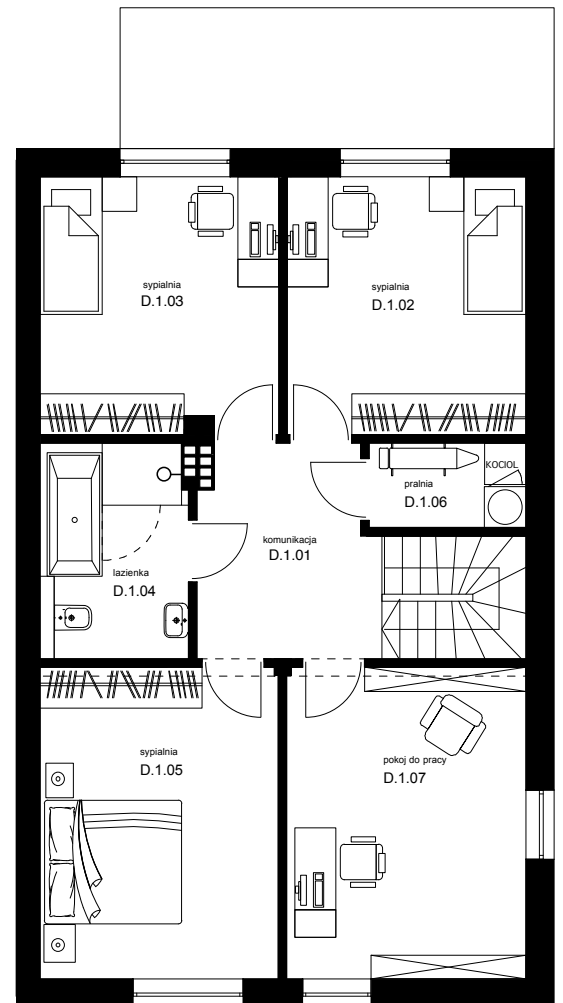 sypialnia
D.1.03
sypialnia
D.1.02
KOCIOL
pralnia
D.1.06
komunikacja
D.1.01
lazienka
D.1.04
sypialnia
D.1.05
pokoj do pracy
D.1.07